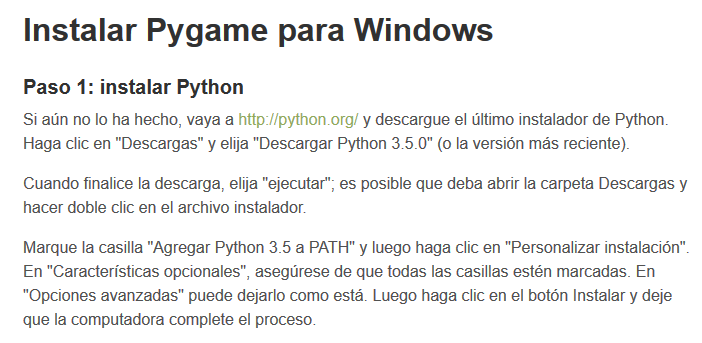 Instalar Pygame para Windows
Paso 1: instalar Python
Si aún no lo ha hecho, vaya a http://python.org/ y descargue el último instalador de Python.
Haga clic en "Descargas" y elija "Descargar Python 3.5.0" (o la versión más reciente).
Cuando finalice la descarga, elija "ejecutar"; es posible que deba abrir la carpeta Descargas y
hacer doble clic en el archivo instalador.
Marque la casilla "Agregar Python 3.5 a PATH" y luego haga clic en "Personalizar instalación".
En "Características opcionales", asegúrese de que todas las casillas estén marcadas. En
"Opciones avanzadas" puede dejarlo como está. Luego haga clic en el botón Instalar y deje
que la computadora complete el proceso.